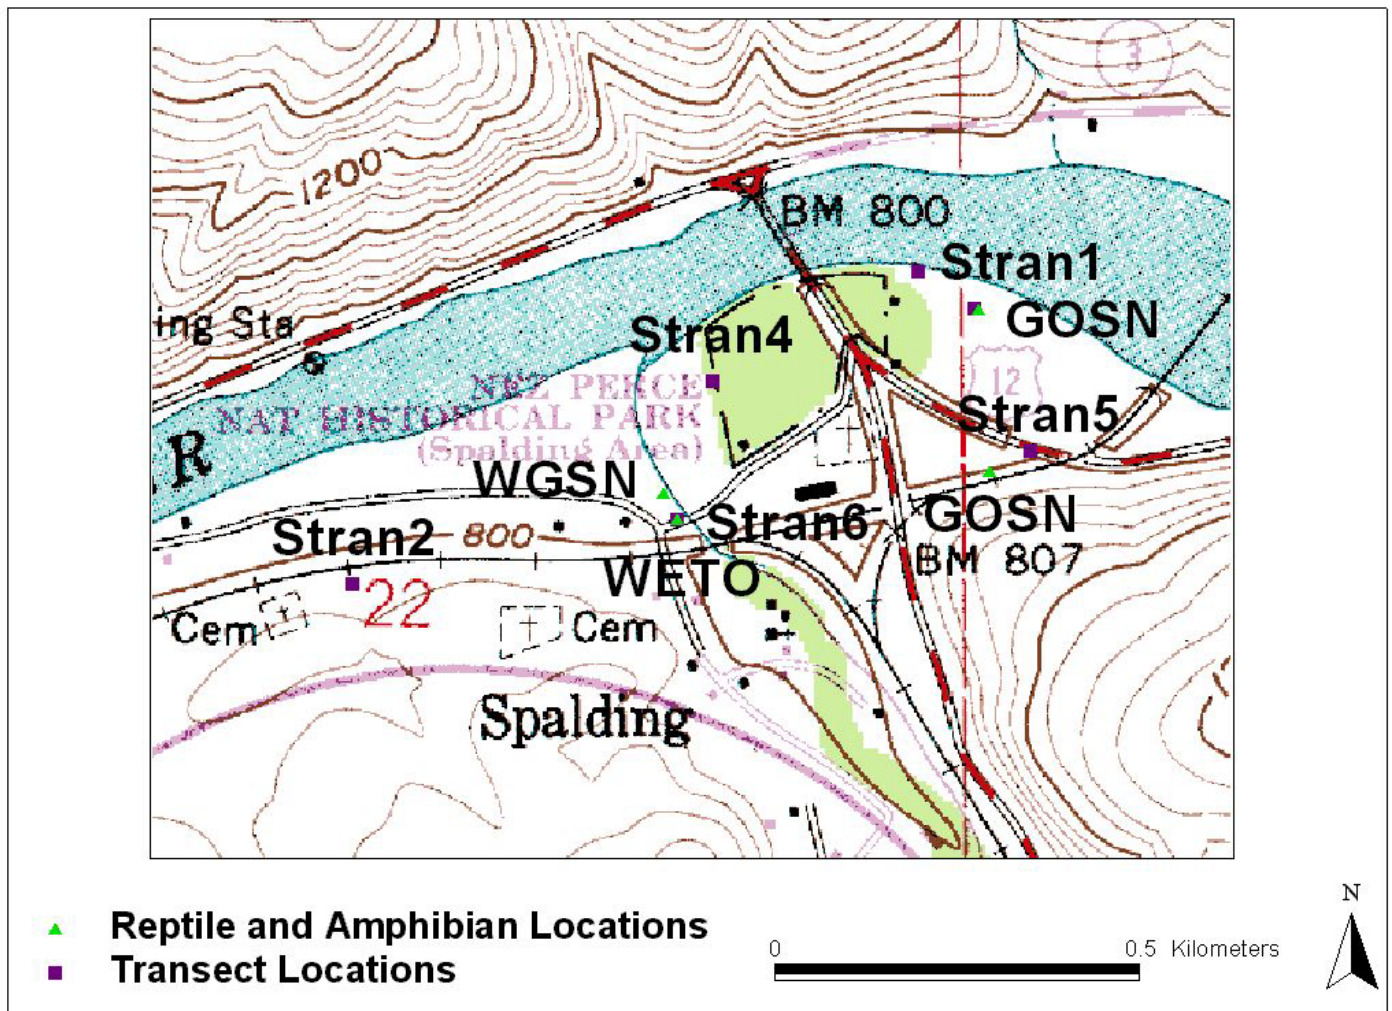 3
1200
BM 800
Stran1
ing Sta
Stran4
GOSN
12
NEZ PERCE
NAT HISTORICAL PARK
(Spalding Area)
Stran5
R
WGSN
Stran2
800
Stran6
GOSN
BM 807
WETO
22
Cem
Cem
Spalding
Reptile and Amphibian Locations
Transect Locations
0
0.5 Kilometers
N